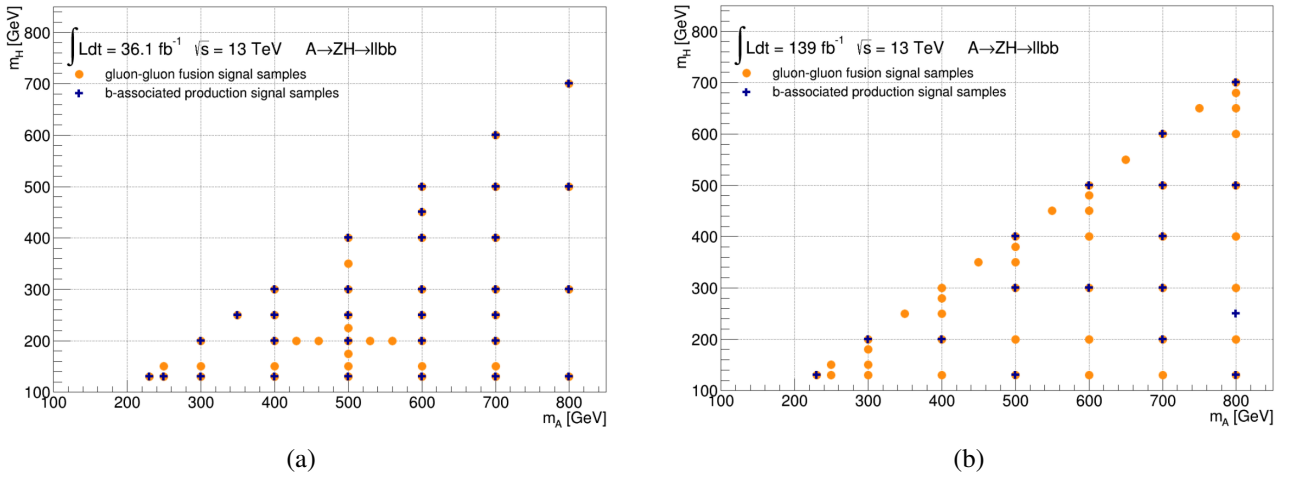 m_H [GeV]
800
700
600
500
400
300
200
100
∫Ldt = 36.1 fb⁻¹ √s = 13 TeV A→ZH→llbb
gluon-gluon fusion signal samples
b-associated production signal samples
100 200 300 400 500 600 700 800
m_A [GeV]
(a)
m_H [GeV]
800
700
600
500
400
300
200
100
∫Ldt = 139 fb⁻¹ √s = 13 TeV A→ZH→llbb
gluon-gluon fusion signal samples
b-associated production signal samples
100 200 300 400 500 600 700 800
m_A [GeV]
(b)